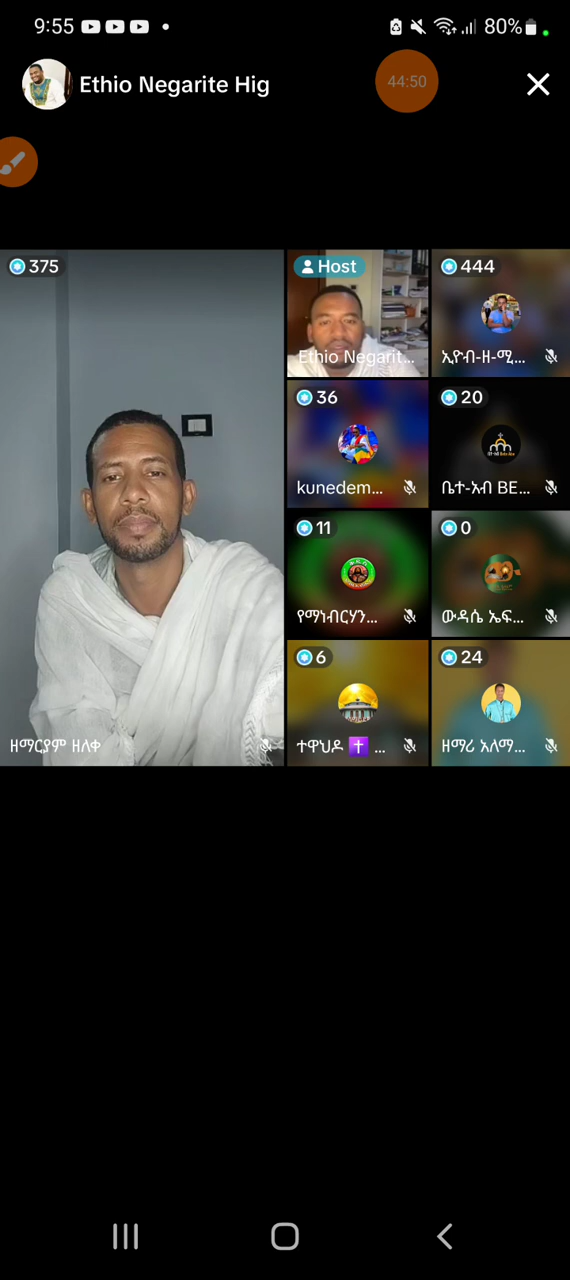 9:55
80%
Ethio Negarite Hig
44:50
375
Host
444
Ethio Negarit...
ኢዮብ-ዘ-ሚ...
36
20
kunedem...
ቤተ-አብ BE...
11
0
የማነብርሃን...
ውዳሴ ኤፍ...
6
24
ዘማርያም ዘለቀ
ተዋህዶ ✝️ ...
ዘማሪ አለማ...